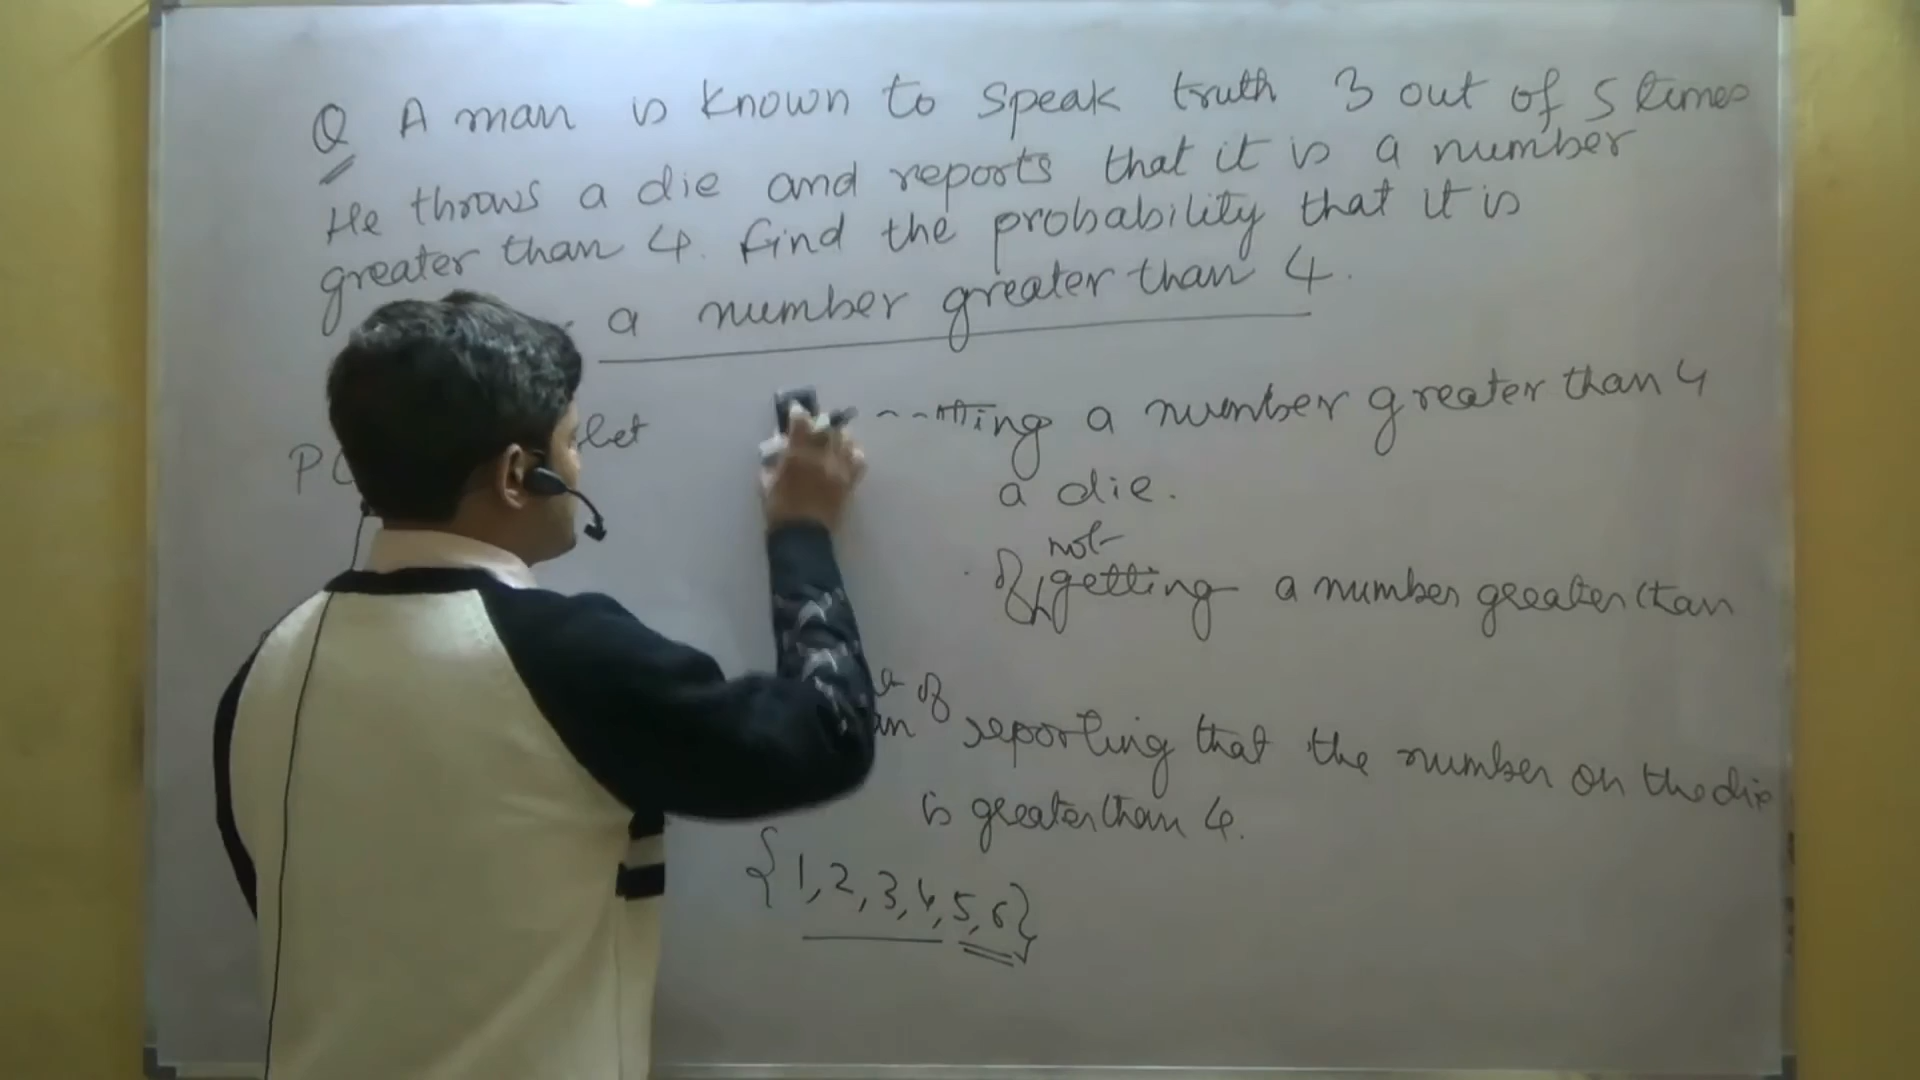 Q A man is known to speak truth 3 out of 5 times
He throws a die and reports that it is a number
greater than 4. Find the probability that it is
a number greater than 4.
P( let a number greater than 4
a die.
not
of getting a number greater than
of
reporting that the number on the die
is greater than 4.
{1,2,3,4,5,6}